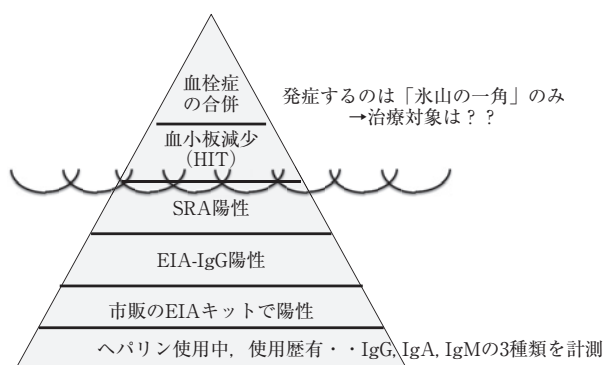 血栓症
の合併
発症するのは「氷山の一角」のみ
→治療対象は？？
血小板減少
（HIT）
SRA陽性
EIA-IgG陽性
市販のEIAキットで陽性
ヘパリン使用中，使用歴有・・IgG, IgA, IgMの3種類を計測